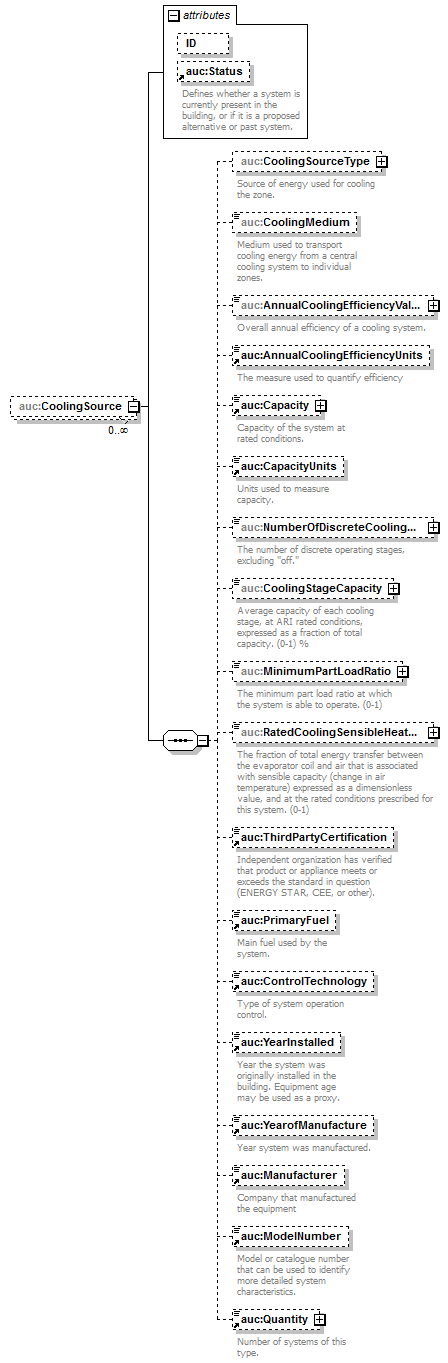 attributes
ID
auc:Status
Defines whether a system is
currently present in the
building, or if it is a proposed
alternative or past system.
auc:CoolingSourceType
Source of energy used for cooling
the zone.
auc:CoolingMedium
Medium used to transport
cooling energy from a central
cooling system to individual
zones.
auc:AnnualCoolingEfficiencyVal...
Overall annual efficiency of a cooling system.
auc:AnnualCoolingEfficiencyUnits
The measure used to quantify efficiency
auc:CoolingSource
0..∞
auc:Capacity
Capacity of the system at
rated conditions.
auc:CapacityUnits
Units used to measure
capacity.
auc:NumberOfDiscreteCooling...
The number of discrete operating stages,
excluding "off."
auc:CoolingStageCapacity
Average capacity of each cooling
stage, at ARI rated conditions,
expressed as a fraction of total
capacity. (0-1) %
auc:MinimumPartLoadRatio
The minimum part load ratio at which
the system is able to operate. (0-1)
auc:RatedCoolingSensibleHeat...
The fraction of total energy transfer between
the evaporator coil and air that is associated
with sensible capacity (change in air
temperature) expressed as a dimensionless
value, and at the rated conditions prescribed for
this system. (0-1)
auc:ThirdPartyCertification
Independent organization has verified
that product or appliance meets or
exceeds the standard in question
(ENERGY STAR, CEE, or other).
auc:PrimaryFuel
Main fuel used by the
system.
auc:ControlTechnology
Type of system operation
control.
auc:YearInstalled
Year the system was
originally installed in the
building. Equipment age
may be used as a proxy.
auc:YearofManufacture
Year system was manufactured.
auc:Manufacturer
Company that manufactured
the equipment
auc:ModelNumber
Model or catalogue number
that can be used to identify
more detailed system
characteristics.
auc:Quantity
Number of systems of this
type.